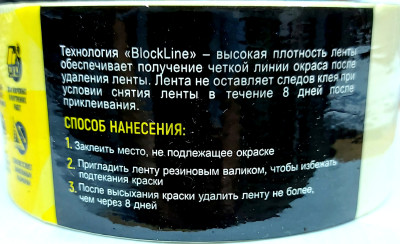 Технология «BlockLine» – высокая плотность ленты
обеспечивает получение четкой линии окраса после
удаления ленты. Лента не оставляет следов клея при
условии снятия ленты в течение 8 дней после
приклеивания.
СПОСОБ НАНЕСЕНИЯ:
1. Заклеить место, не подлежащее окраске
2. Пригладить ленту резиновым валиком, чтобы избежать
подтекания краски
3. После высыхания краски удалить ленту не более,
чем через 8 дней